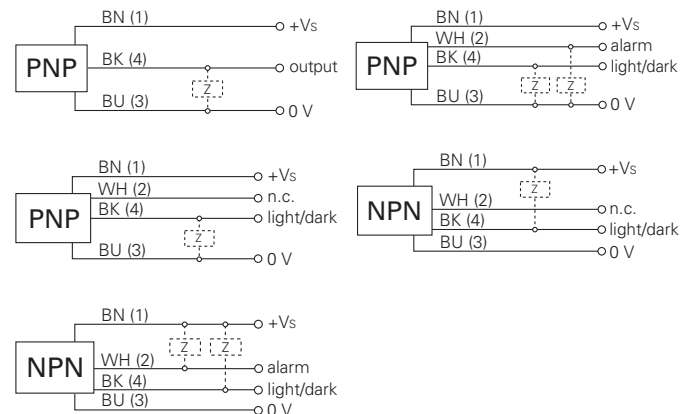 BN (1)
+Vs
PNP
BK (4)
output
Z
BU (3)
0 V
BN (1)
+Vs
WH (2)
alarm
PNP
BK (4)
light/dark
Z Z
BU (3)
0 V
BN (1)
+Vs
WH (2)
n.c.
PNP
BK (4)
light/dark
Z
BU (3)
0 V
BN (1)
+Vs
Z
NPN
WH (2)
n.c.
BK (4)
light/dark
BU (3)
0 V
BN (1)
+Vs
Z Z
NPN
WH (2)
alarm
BK (4)
light/dark
BU (3)
0 V